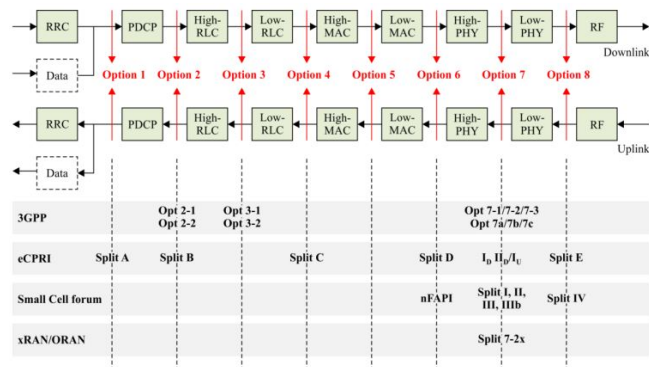 RRC PDCP High- Low- High- Low- High- Low- RF
RLC RLC MAC MAC PHY PHY
Downlink
Data Option 1 Option 2 Option 3 Option 4 Option 5 Option 6 Option 7 Option 8
RRC PDCP High- Low- High- Low- High- Low- RF
RLC RLC MAC MAC PHY PHY
Uplink
Data
3GPP Opt 2-1 Opt 3-1 Opt 7-1/7-2/7-3
Opt 2-2 Opt 3-2 Opt 7a/7b/7c
eCPRI Split A Split B Split C Split D I_D II_D/I_U Split E
Small Cell forum nFAPI Split I, II, Split IV
III, IIIb
xRAN/ORAN Split 7-2x